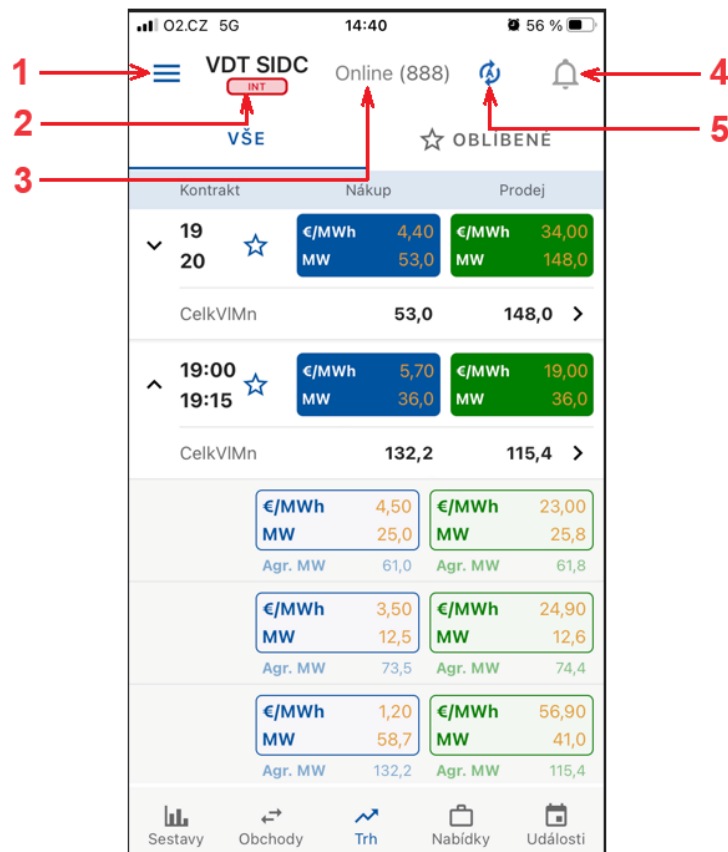 O2.CZ 5G 14:40 56 %
1 VDT SIDC Online (888) 4
INT
2 5
VŠE OBLÍBENÉ
3
Kontrakt Nákup Prodej
19 €/MWh 4,40 €/MWh 34,00
20 MW 53,0 MW 148,0
CelkVlMn 53,0 148,0
19:00 €/MWh 5,70 €/MWh 19,00
19:15 MW 36,0 MW 36,0
CelkVlMn 132,2 115,4
€/MWh 4,50 €/MWh 23,00
MW 25,0 MW 25,8
Agr. MW 61,0 Agr. MW 61,8
€/MWh 3,50 €/MWh 24,90
MW 12,5 MW 12,6
Agr. MW 73,5 Agr. MW 74,4
€/MWh 1,20 €/MWh 56,90
MW 58,7 MW 41,0
Agr. MW 132,2 Agr. MW 115,4
Sestavy Obchody Trh Nabídky Události